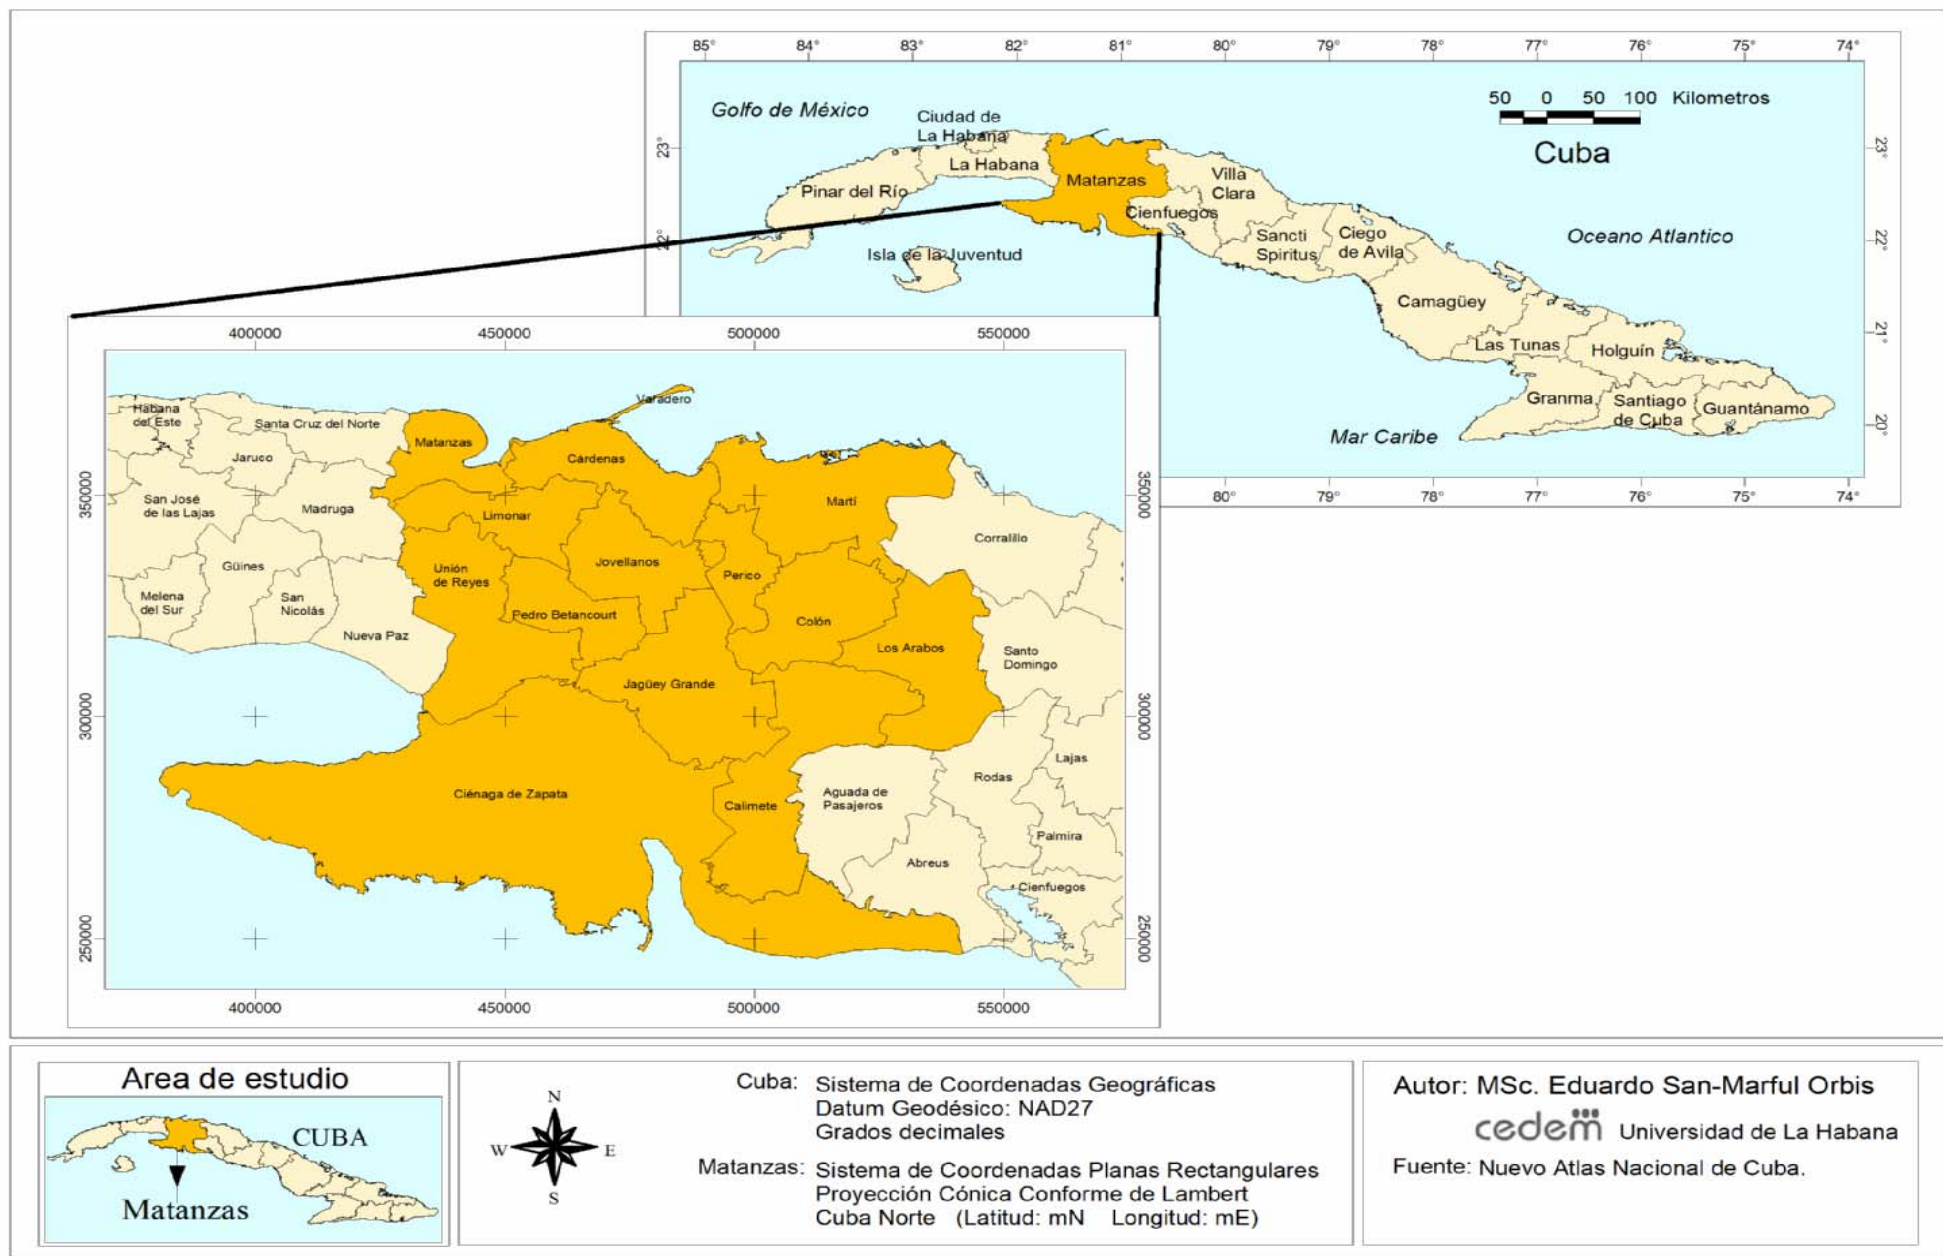 85° 84° 83° 82° 81° 80° 79° 78° 77° 76° 75° 74°
Golfo de México
50 0 50 100 Kilometros
Cuba
23°
23°
22°
22°
21°
20°
Ciudad de
La Habana
La Habana
Pinar del Río
Matanzas
Villa
Clara
Cienfuegos
Isla de la Juventud
Sancti
Spiritus
Ciego
de Avila
Oceano Atlantico
Camagüey
Las Tunas
Holguín
Granma
Santiago
de Cuba
Guantánamo
Mar Caribe
80° 79° 78° 77° 76° 75° 74°
400000 450000 500000 550000
350000
350000
300000
300000
250000
250000
Varadero
Habana
del Este
Santa Cruz del Norte
Matanzas
Jaruco
Cárdenas
San José
de las Lajas
Madruga
Limonar
Martí
Corralillo
Güines
Unión
de Reyes
Jovellanos
Perico
Melena
del Sur
San
Nicolás
Pedro Betancourt
Colón
Nueva Paz
Los Arabos
Santo
Domingo
Jagüey Grande
Lajas
Rodas
Ciénaga de Zapata
Calimete
Aguada de
Pasajeros
Palmira
Abreus
Cienfuegos
400000 450000 500000 550000
Area de estudio
CUBA
Matanzas
N
W E
S
Cuba: Sistema de Coordenadas Geográficas
Datum Geodésico: NAD27
Grados decimales
Matanzas: Sistema de Coordenadas Planas Rectangulares
Proyección Cónica Conforme de Lambert
Cuba Norte (Latitud: mN Longitud: mE)
Autor: MSc. Eduardo San-Marful Orbis
cedem Universidad de La Habana
Fuente: Nuevo Atlas Nacional de Cuba.